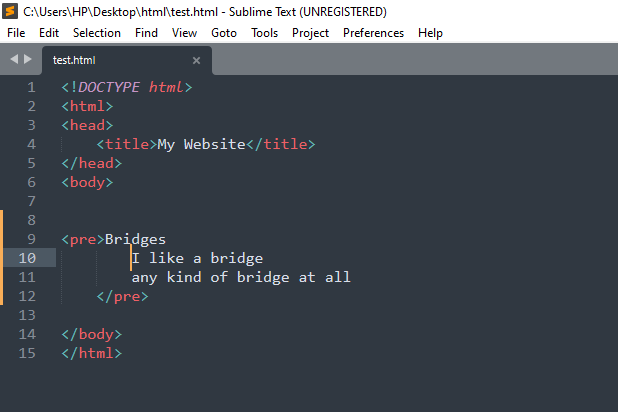 C:\Users\HP\Desktop\html\test.html - Sublime Text (UNREGISTERED)
File Edit Selection Find View Goto Tools Project Preferences Help
test.html ×
1 <!DOCTYPE html>
2 <html>
3 <head>
4     <title>My Website</title>
5 </head>
6 <body>
7
8
9 <pre>Bridges
10         I like a bridge
11         any kind of bridge at all
12     </pre>
13
14 </body>
15 </html>